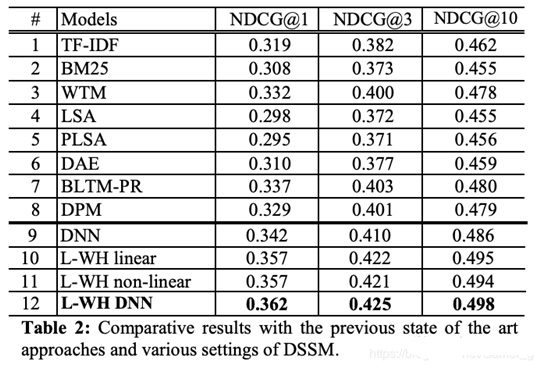 # Models NDCG@1 NDCG@3 NDCG@10
1 TF-IDF 0.319 0.382 0.462
2 BM25 0.308 0.373 0.455
3 WTM 0.332 0.400 0.478
4 LSA 0.298 0.372 0.455
5 PLSA 0.295 0.371 0.456
6 DAE 0.310 0.377 0.459
7 BLTM-PR 0.337 0.403 0.480
8 DPM 0.329 0.401 0.479
9 DNN 0.342 0.410 0.486
10 L-WH linear 0.357 0.422 0.495
11 L-WH non-linear 0.357 0.421 0.494
12 L-WH DNN 0.362 0.425 0.498
Table 2: Comparative results with the previous state of the art
approaches and various settings of DSSM.